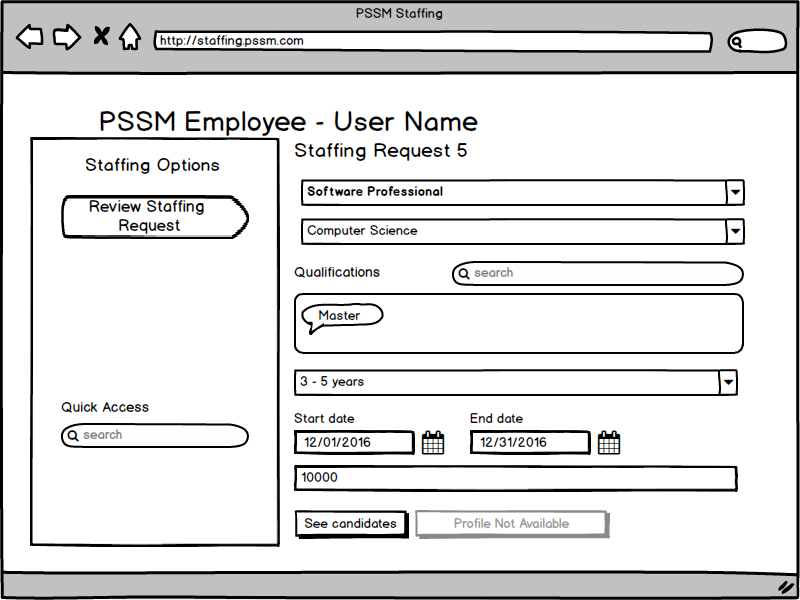 PSSM Staffing
http://staffing.pssm.com
PSSM Employee - User Name
Staffing Options
Review Staffing
Request
Quick Access
search
Staffing Request 5
Software Professional
Computer Science
Qualifications
search
Master
3 - 5 years
Start date
End date
12/01/2016
12/31/2016
10000
See candidates
Profile Not Available